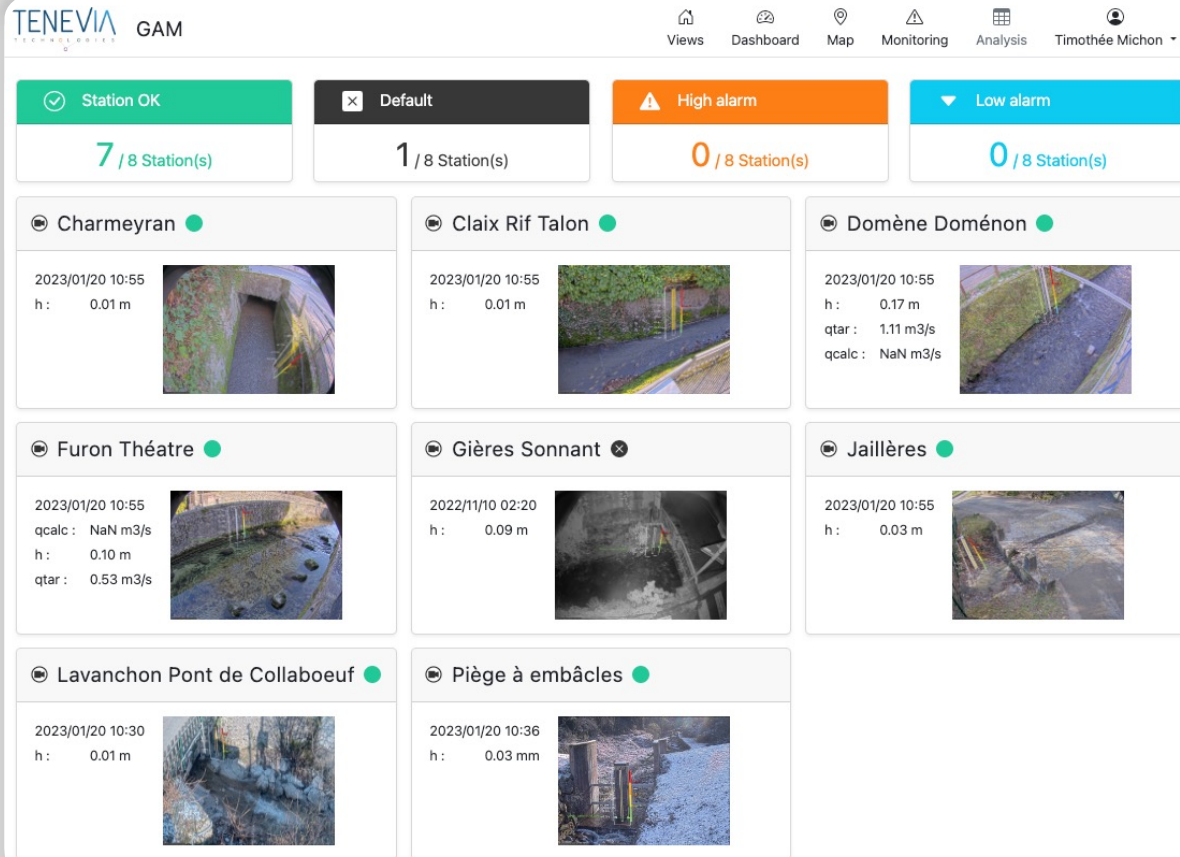 TENEVIA
TECHNOLOGIES
GAM
Views
Dashboard
Map
Monitoring
Analysis
Timothée Michon
Station OK
7 / 8 Station(s)
Default
1 / 8 Station(s)
High alarm
0 / 8 Station(s)
Low alarm
0 / 8 Station(s)
Charmeyran
2023/01/20 10:55
h : 0.01 m
Claix Rif Talon
2023/01/20 10:55
h : 0.01 m
Domène Doménon
2023/01/20 10:55
h : 0.17 m
qtar : 1.11 m3/s
qcalc : NaN m3/s
Furon Théatre
2023/01/20 10:55
qcalc : NaN m3/s
h : 0.10 m
qtar : 0.53 m3/s
Gières Sonnant
2022/11/10 02:20
h : 0.09 m
Jaillères
2023/01/20 10:55
h : 0.03 m
Lavanchon Pont de Collaboeuf
2023/01/20 10:30
h : 0.01 m
Piège à embâcles
2023/01/20 10:36
h : 0.03 mm